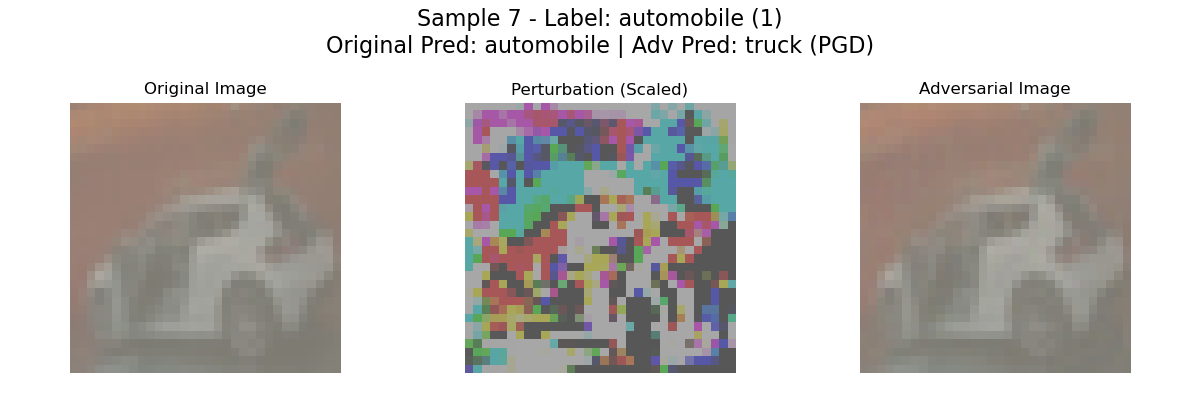 Sample 7 - Label: automobile (1)
Original Pred: automobile | Adv Pred: truck (PGD)
Original Image
Perturbation (Scaled)
Adversarial Image